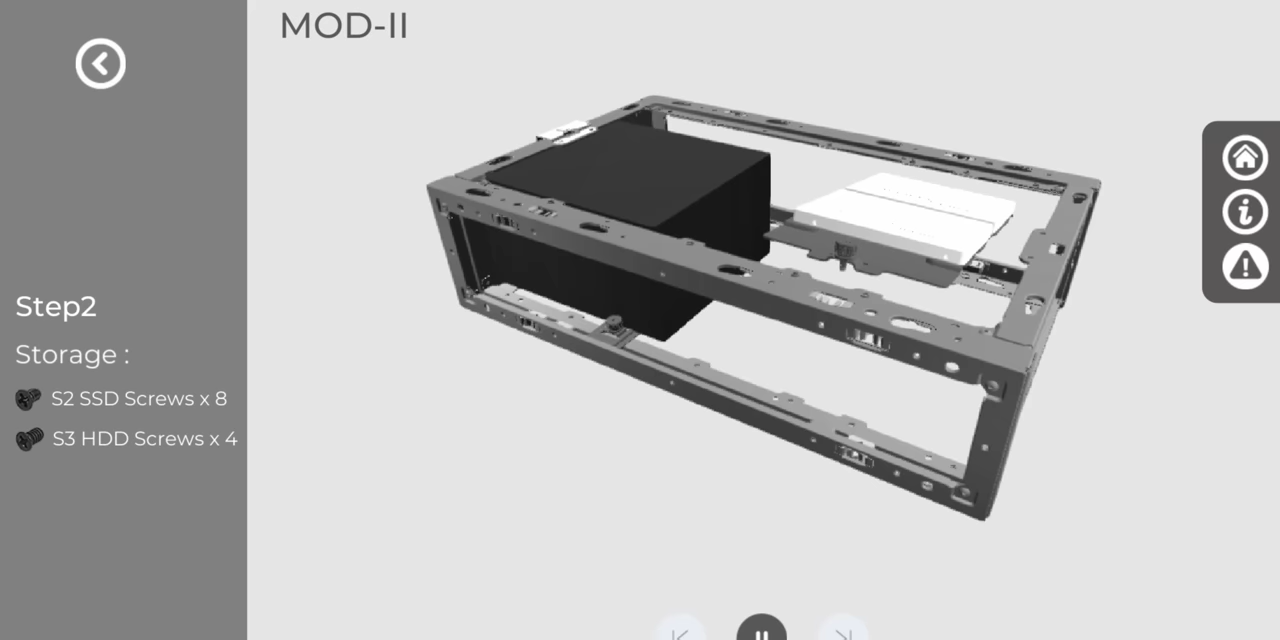 MOD-II
Step2
Storage :
S2 SSD Screws x 8
S3 HDD Screws x 4